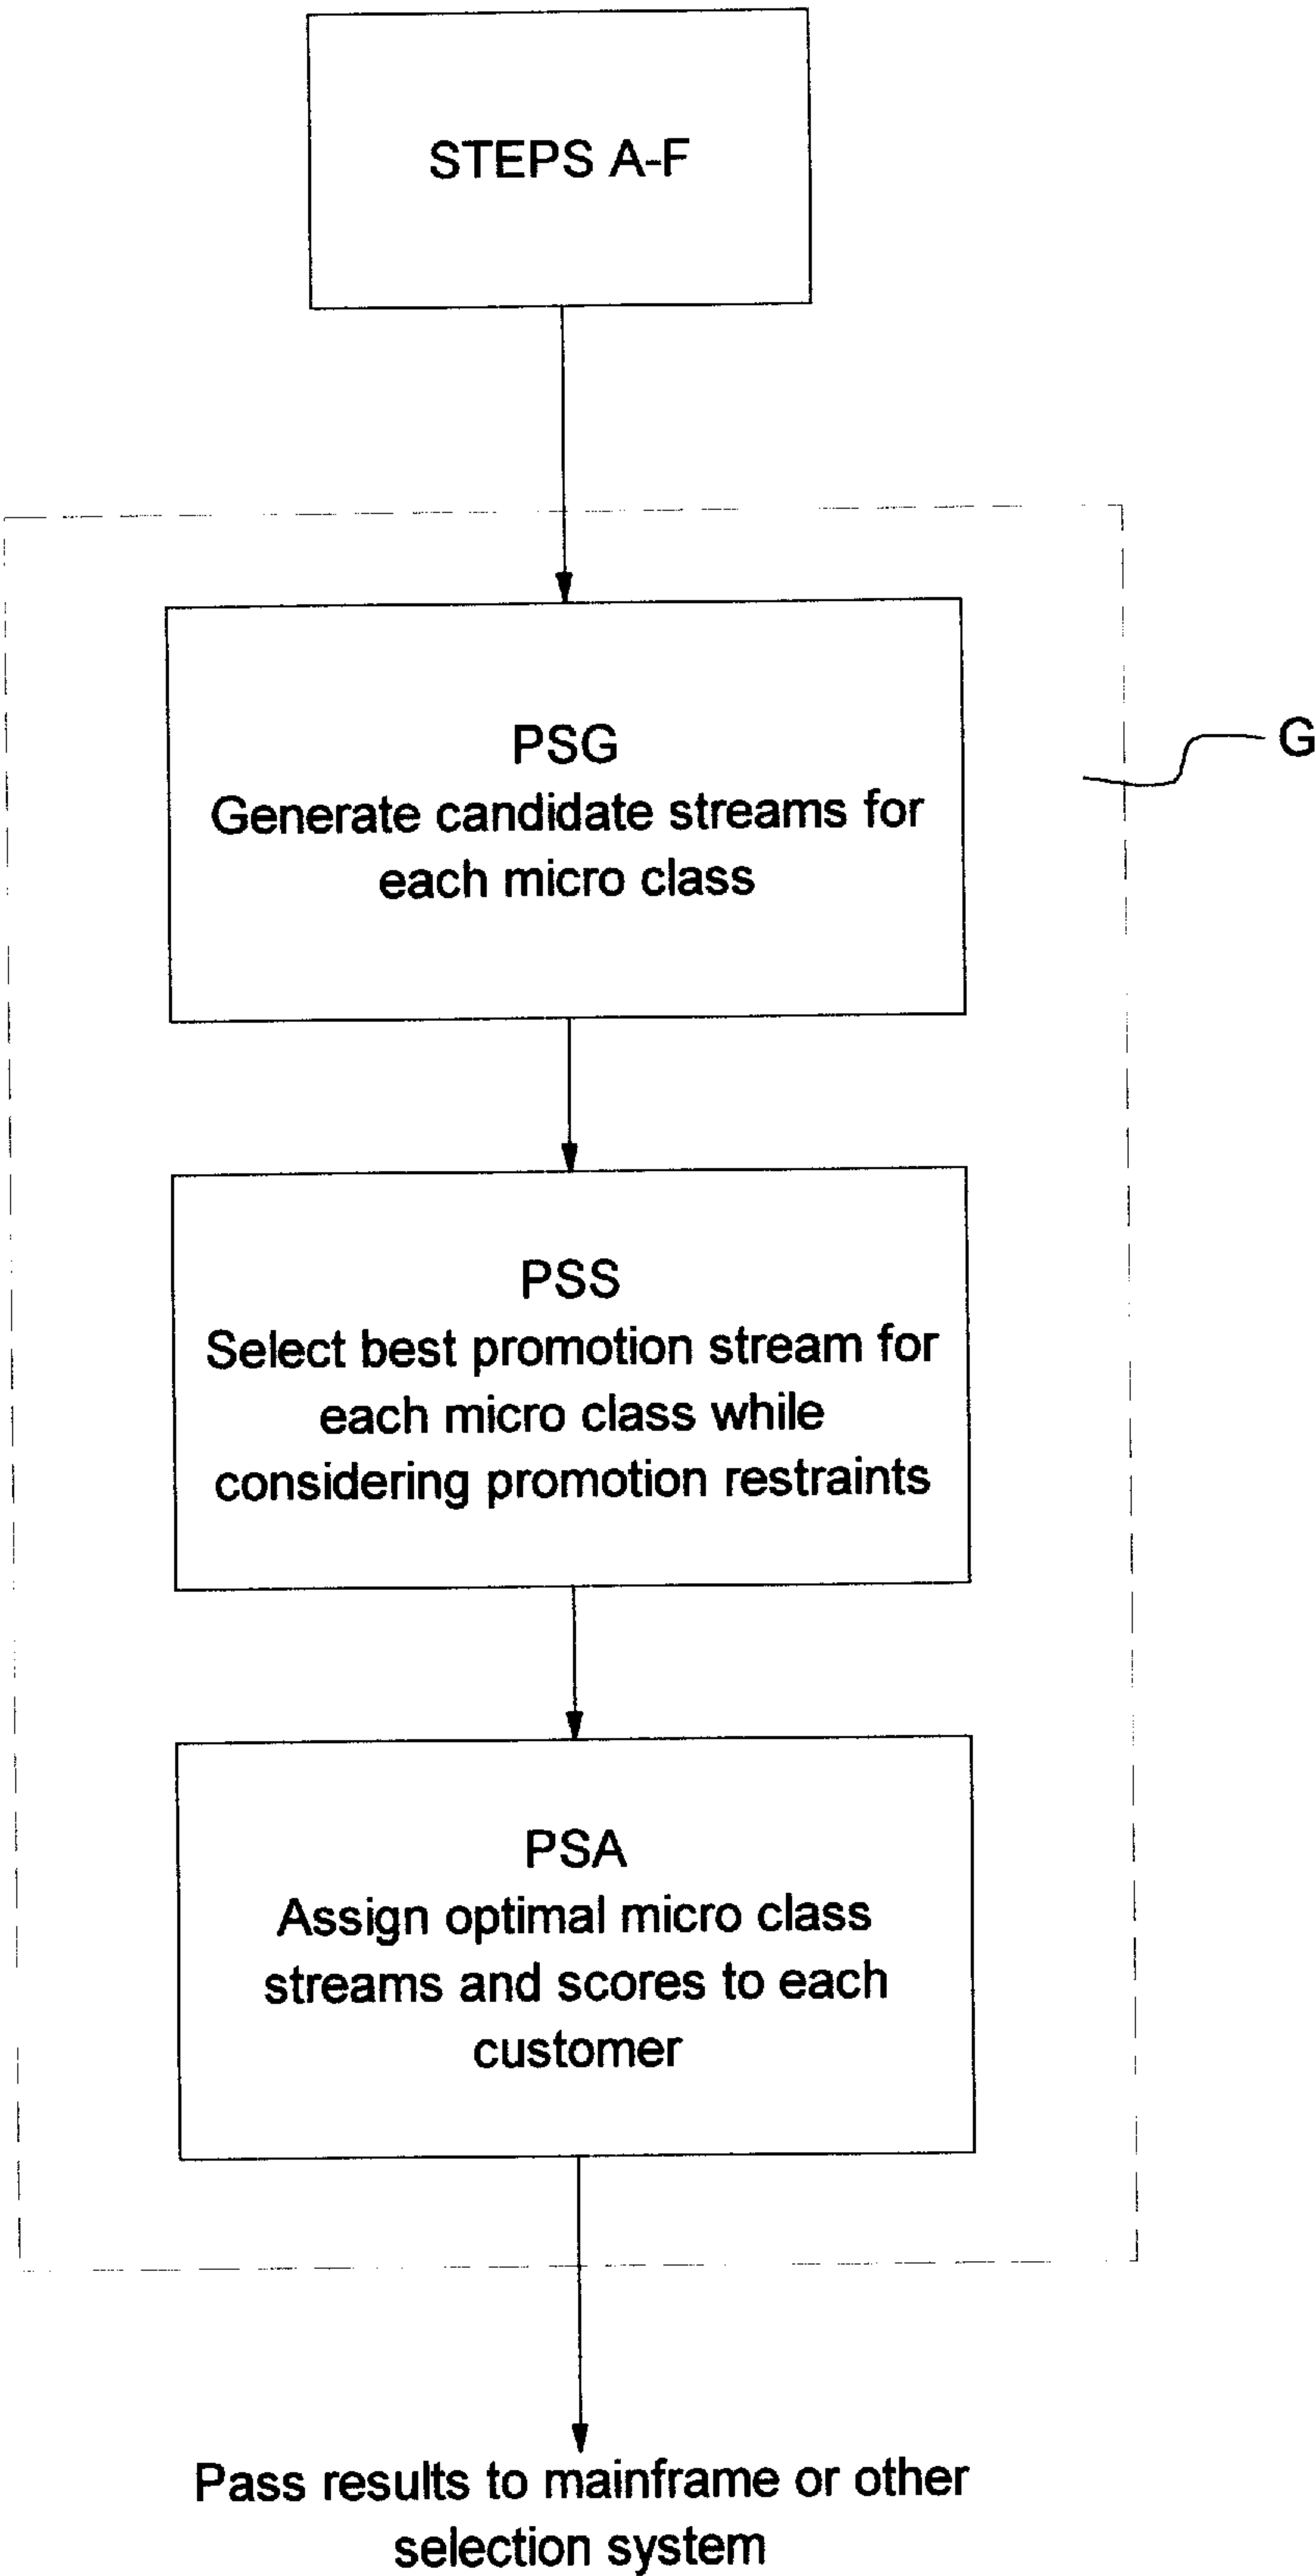 STEPS A-F
PSG
Generate candidate streams for
each micro class
G
PSS
Select best promotion stream for
each micro class while
considering promotion restraints
PSA
Assign optimal micro class
streams and scores to each
customer
Pass results to mainframe or other
selection system